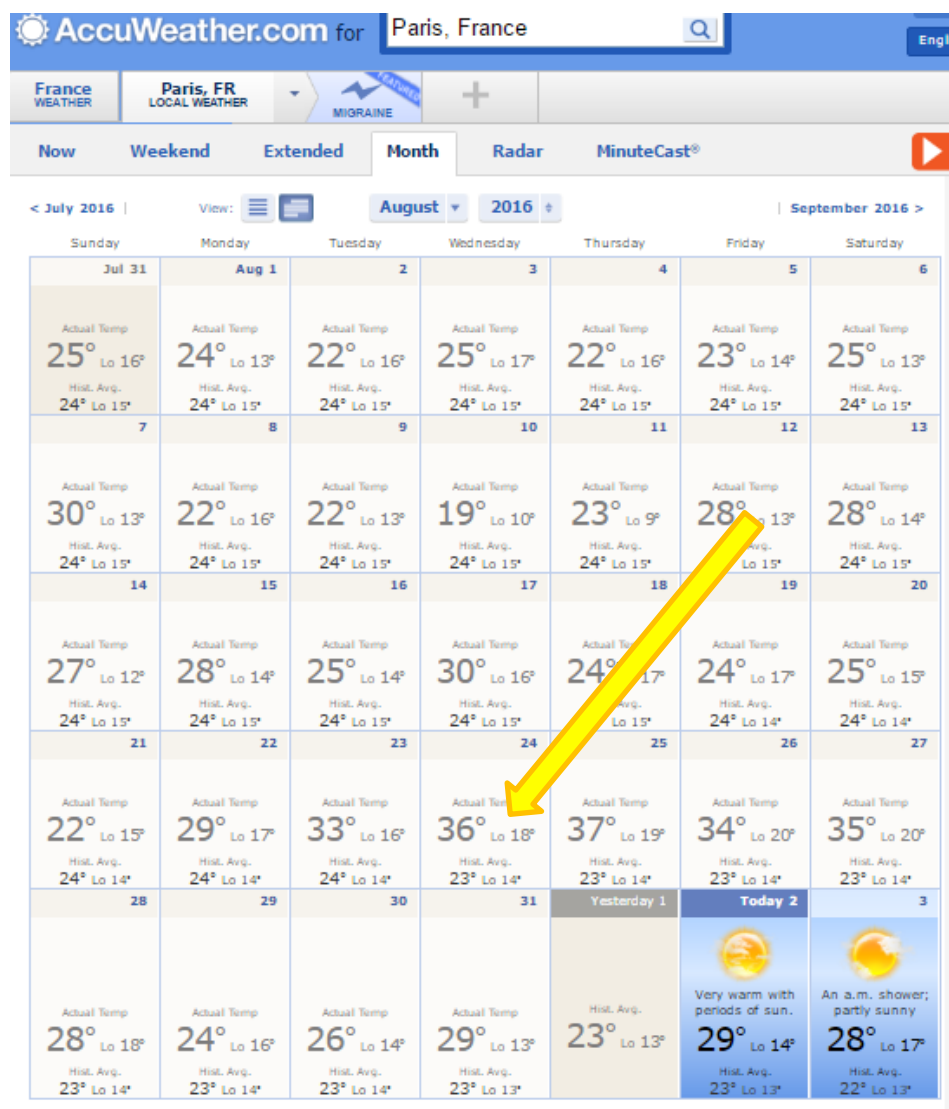 AccuWeather.com for Paris, France
Engl
France
WEATHER
Paris, FR
LOCAL WEATHER
MIGRAINE
FEATURED
Now Weekend Extended Month Radar MinuteCast®
< July 2016 | View: August 2016 | September 2016 >
Sunday Monday Tuesday Wednesday Thursday Friday Saturday
Jul 31 Aug 1 2 3 4 5 6
Actual Temp Actual Temp Actual Temp Actual Temp Actual Temp Actual Temp Actual Temp
25° Lo 16° 24° Lo 13° 22° Lo 16° 25° Lo 17° 22° Lo 16° 23° Lo 14° 25° Lo 13°
Hist. Avg. Hist. Avg. Hist. Avg. Hist. Avg. Hist. Avg. Hist. Avg. Hist. Avg.
24° Lo 15° 24° Lo 15° 24° Lo 15° 24° Lo 15° 24° Lo 15° 24° Lo 15° 24° Lo 15°
7 8 9 10 11 12 13
Actual Temp Actual Temp Actual Temp Actual Temp Actual Temp Actual Temp Actual Temp
30° Lo 13° 22° Lo 16° 22° Lo 13° 19° Lo 10° 23° Lo 9° 28° 13° 28° Lo 14°
Hist. Avg. Hist. Avg. Hist. Avg. Hist. Avg. Hist. Avg. Avg. Hist. Avg.
24° Lo 15° 24° Lo 15° 24° Lo 15° 24° Lo 15° 24° Lo 15° Lo 15° 24° Lo 15°
14 15 16 17 18 19 20
Actual Temp Actual Temp Actual Temp Actual Temp Actual Temp Actual Temp Actual Temp
27° Lo 12° 28° Lo 14° 25° Lo 14° 30° Lo 16° 24° 17° 24° Lo 17° 25° Lo 15°
Hist. Avg. Hist. Avg. Hist. Avg. Hist. Avg. Avg. Hist. Avg. Hist. Avg.
24° Lo 15° 24° Lo 15° 24° Lo 15° 24° Lo 15° Lo 15° 24° Lo 14° 24° Lo 14°
21 22 23 24 25 26 27
Actual Temp Actual Temp Actual Temp Actual Actual Temp Actual Temp Actual Temp
22° Lo 15° 29° Lo 17° 33° Lo 16° 36° Lo 18° 37° Lo 19° 34° Lo 20° 35° Lo 20°
Hist. Avg. Hist. Avg. Hist. Avg. Hist. Avg. Hist. Avg. Hist. Avg. Hist. Avg.
24° Lo 14° 24° Lo 14° 24° Lo 14° 23° Lo 14° 23° Lo 14° 23° Lo 14° 23° Lo 14°
28 29 30 31 Yesterday 1 Today 2 3
Very warm with An a.m. shower;
periods of sun. partly sunny
Actual Temp Actual Temp Actual Temp Actual Temp Hist. Avg.
28° Lo 18° 24° Lo 16° 26° Lo 14° 29° Lo 13° 23° Lo 13° 29° Lo 14° 28° Lo 17°
Hist. Avg. Hist. Avg. Hist. Avg. Hist. Avg. Hist. Avg. Hist. Avg.
23° Lo 14° 23° Lo 14° 23° Lo 14° 23° Lo 13° 23° Lo 13° 22° Lo 13°